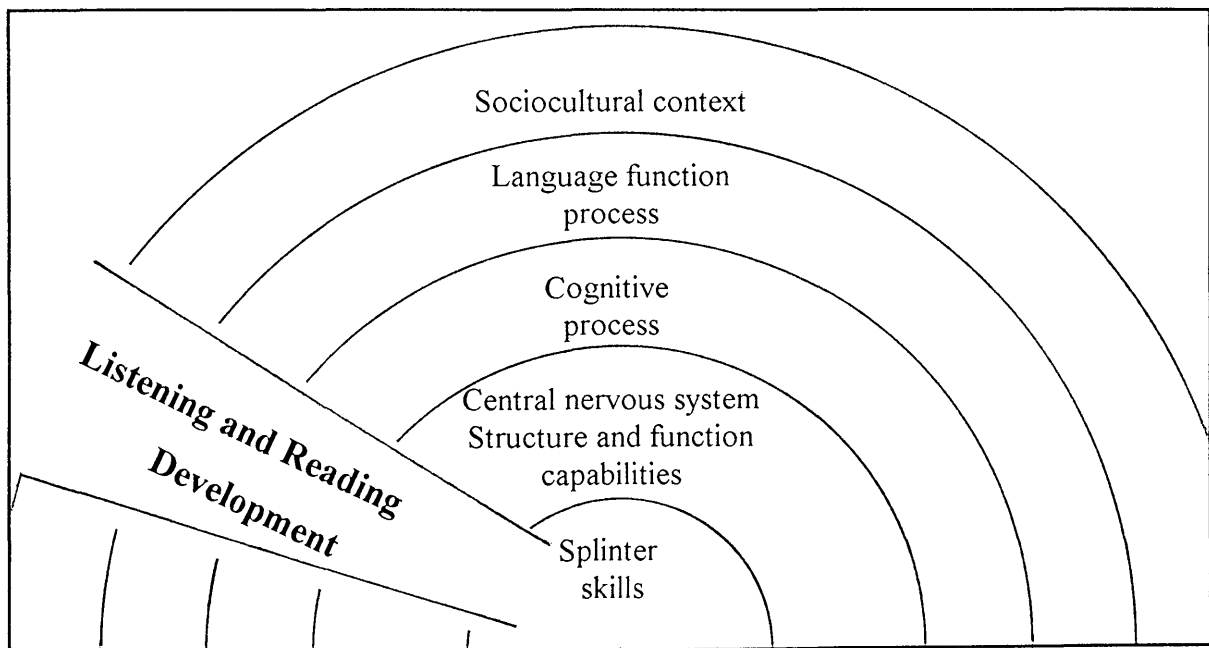 Sociocultural context
Language function
process
Cognitive
process
Central nervous system
Structure and function
capabilities
Splinter
skills
Listening and Reading
Development